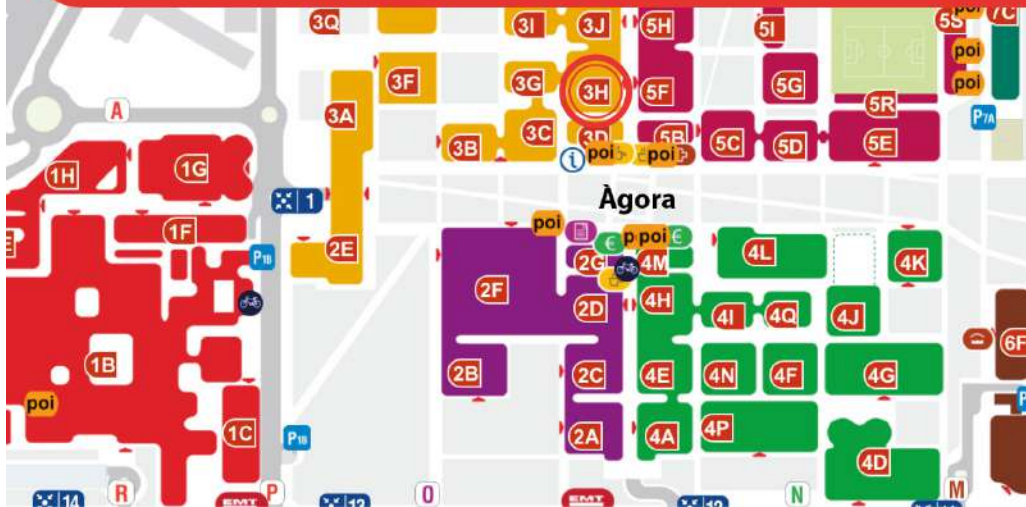 3Q 3I 3J 5H 5I poi 5S 7C
3F 3G 3H 5F 5G poi
poi
A 3A 5R P7A
3B 3C 3D 5B 5C 5D 5E
i poi poi
1H 1G
1 Àgora
1F poi € p poi €
E P1B 2E 2G 4M 4L 4K
2F 2D 4H 4I 4Q 4J
6F
1B 2B 2C 4E 4N 4F 4G
poi
1C P1B 2A 4A 4P
4D
R P O N M
14 EMT 13 EMT 12